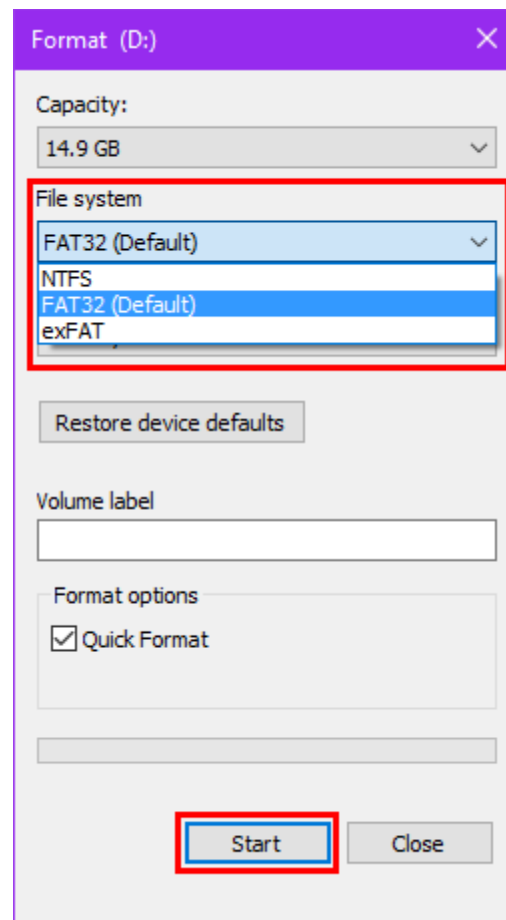 Format (D:)
Capacity:
14.9 GB
File system
FAT32 (Default)
NTFS
FAT32 (Default)
exFAT
Restore device defaults
Volume label
Format options
Quick Format
Start
Close